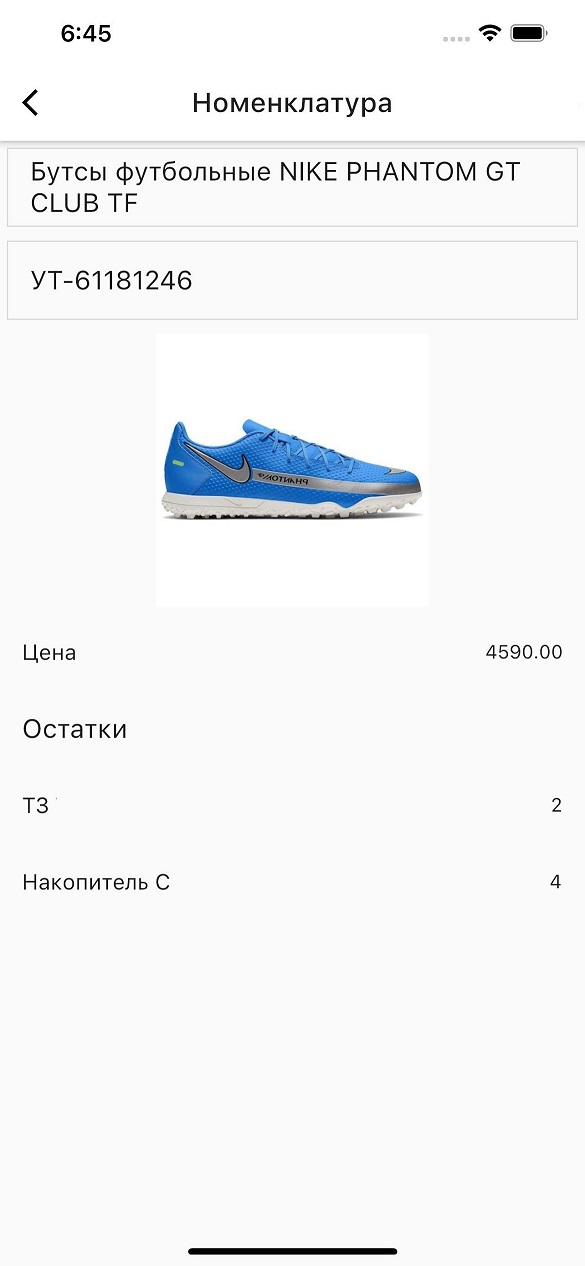 6:45
Номенклатура
Бутсы футбольные NIKE PHANTOM GT
CLUB TF
УТ-61181246
PHANTOM
Цена 4590.00
Остатки
ТЗ 2
Накопитель С 4